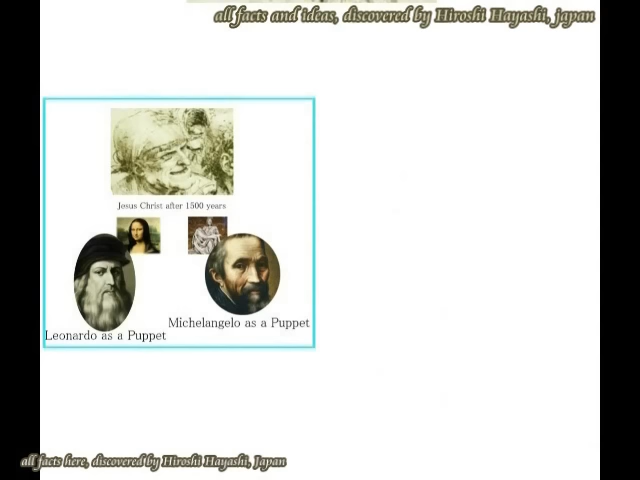 all facts and ideas, discovered by Hiroshi Hayashi, japan
Jesus Christ after 1500 years
Michelangelo as a Puppet
Leonardo as a Puppet
all facts here, discovered by Hiroshi Hayashi, Japan